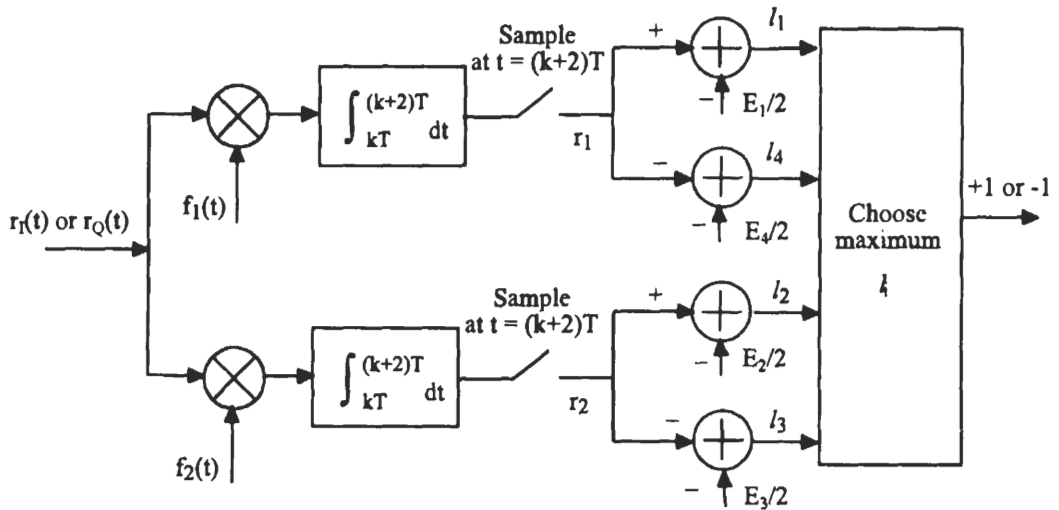 Sample
at t = (k+2)T
+
l1
− E1/2
∫ (k+2)T kT dt
r1
−
l4
− E4/2
f1(t)
rI(t) or rQ(t)
Choose
maximum
li
+1 or -1
Sample
at t = (k+2)T
+
l2
− E2/2
∫ (k+2)T kT dt
r2
−
l3
− E3/2
f2(t)